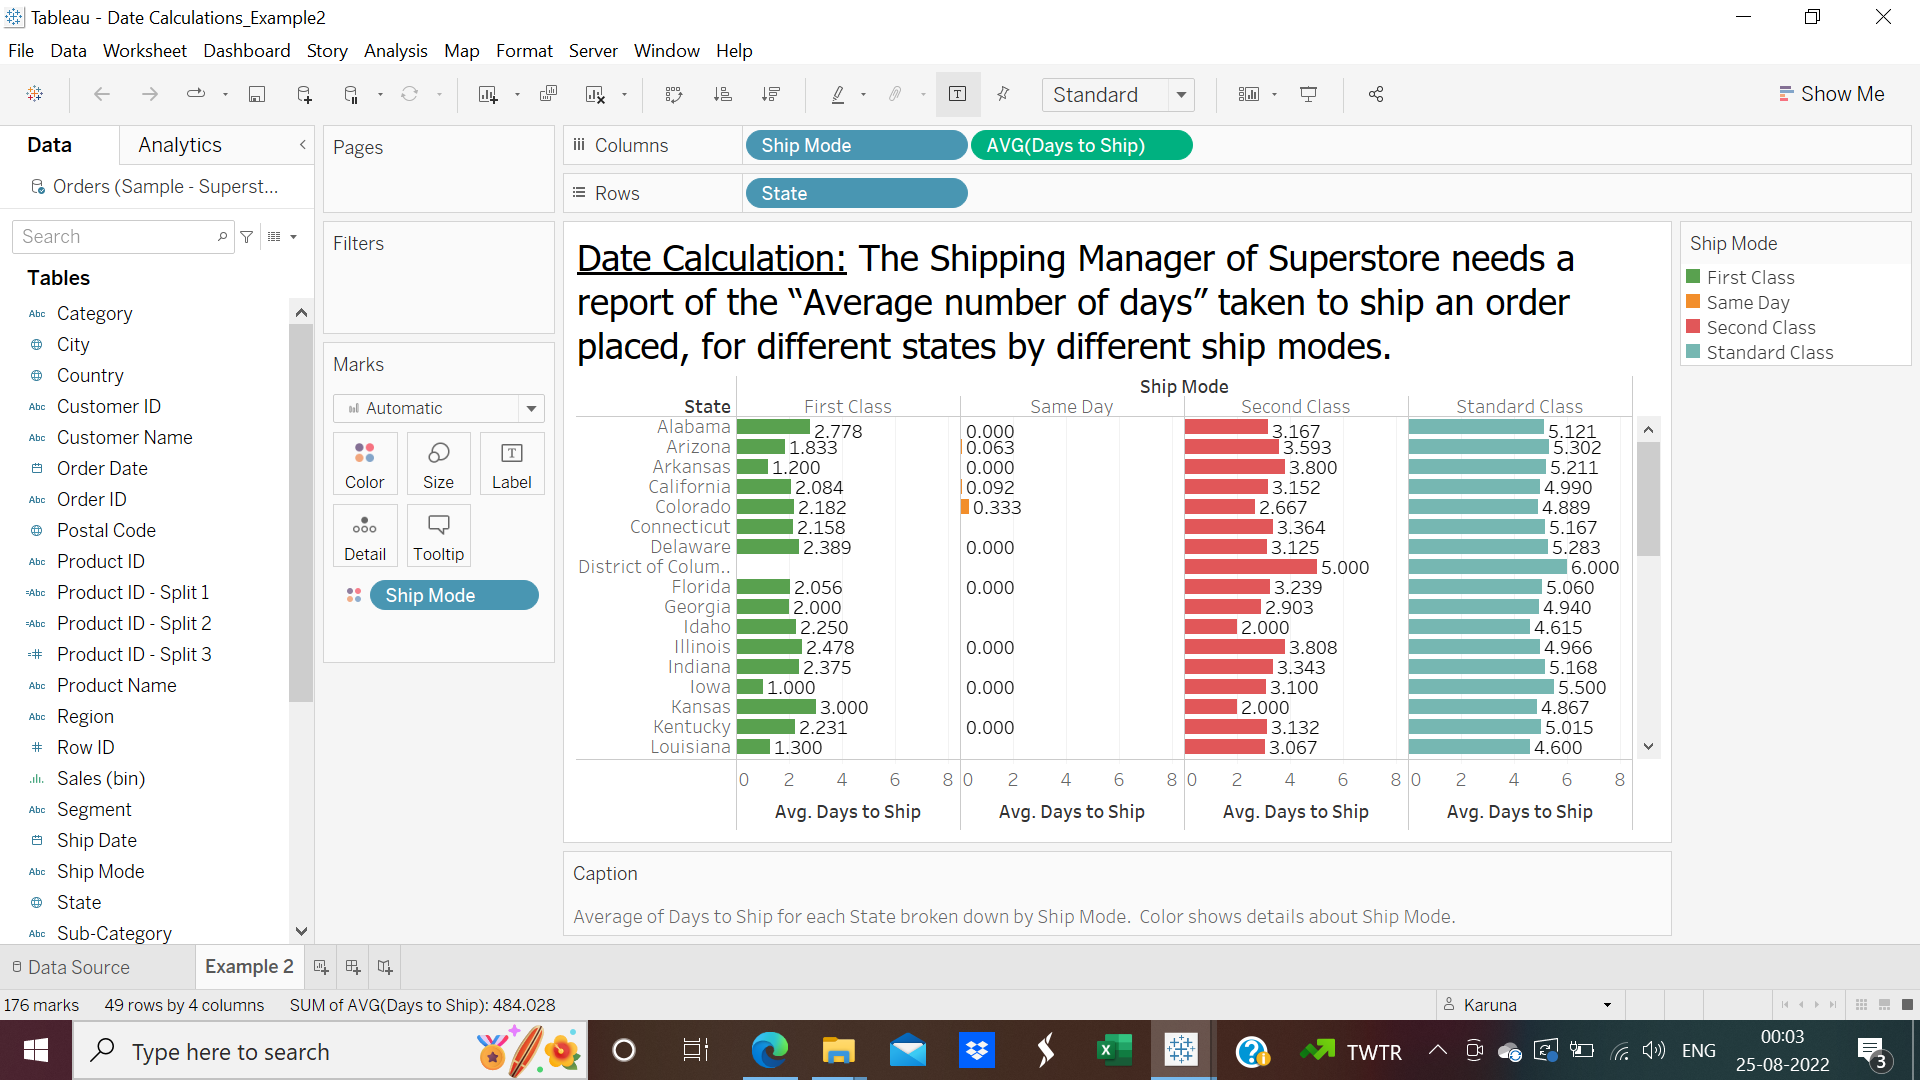 Tableau - Date Calculations_Example2
File Data Worksheet Dashboard Story Analysis Map Format Server Window Help
Standard
Show Me
Data Analytics
Orders (Sample - Superst...
Search
Tables
Abc Category
City
Country
Abc Customer ID
Abc Customer Name
Order Date
Abc Order ID
Postal Code
Abc Product ID
=Abc Product ID - Split 1
=Abc Product ID - Split 2
=# Product ID - Split 3
Abc Product Name
Abc Region
# Row ID
Sales (bin)
Abc Segment
Ship Date
Abc Ship Mode
State
Abc Sub-Category
Pages
Filters
Marks
Automatic
Color Size Label
Detail Tooltip
Ship Mode
Columns Ship Mode AVG(Days to Ship)
Rows State
Date Calculation: The Shipping Manager of Superstore needs a
report of the “Average number of days” taken to ship an order
placed, for different states by different ship modes.
Ship Mode
State First Class Same Day Second Class Standard Class
Alabama 2.778 0.000 3.167 5.121
Arizona 1.833 0.063 3.593 5.302
Arkansas 1.200 0.000 3.800 5.211
California 2.084 0.092 3.152 4.990
Colorado 2.182 0.333 2.667 4.889
Connecticut 2.158 3.364 5.167
Delaware 2.389 0.000 3.125 5.283
District of Colum.. 5.000 6.000
Florida 2.056 0.000 3.239 5.060
Georgia 2.000 2.903 4.940
Idaho 2.250 2.000 4.615
Illinois 2.478 0.000 3.808 4.966
Indiana 2.375 3.343 5.168
Iowa 1.000 0.000 3.100 5.500
Kansas 3.000 2.000 4.867
Kentucky 2.231 0.000 3.132 5.015
Louisiana 1.300 3.067 4.600
0 2 4 6 8 0 2 4 6 8 0 2 4 6 8 0 2 4 6 8
Avg. Days to Ship Avg. Days to Ship Avg. Days to Ship Avg. Days to Ship
Caption
Average of Days to Ship for each State broken down by Ship Mode. Color shows details about Ship Mode.
Ship Mode
First Class
Same Day
Second Class
Standard Class
Data Source Example 2
176 marks 49 rows by 4 columns SUM of AVG(Days to Ship): 484.028
Karuna
Type here to search
TWTR
ENG
00:03
25-08-2022
3